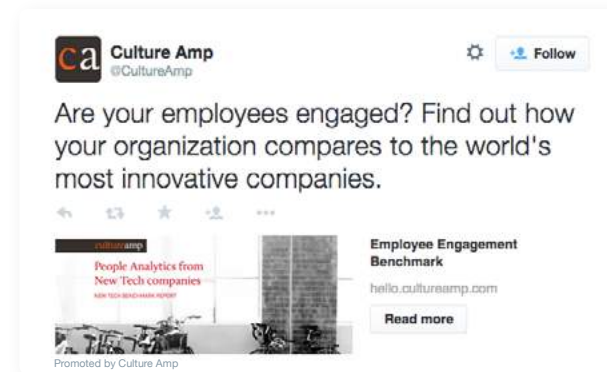 ca
Culture Amp
@CultureAmp
Follow
Are your employees engaged? Find out how
your organization compares to the world's
most innovative companies.
cultureamp
People Analytics from
New Tech companies
NEW TECH BENCHMARK REPORT
Employee Engagement
Benchmark
hello.cultureamp.com
Read more
Promoted by Culture Amp